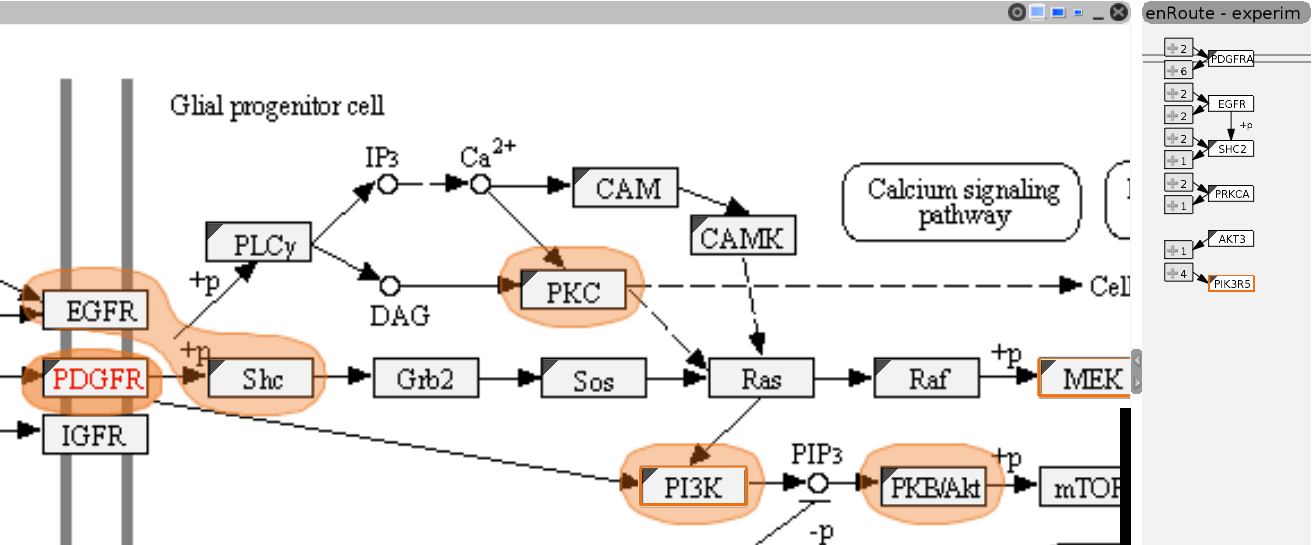 enRoute - experim
Glial progenitor cell
IP3
Ca2+
CAM
Calcium signaling
pathway
PLCγ
CAMK
+p
PKC
DAG
Cell
EGFR
+p
PDGFR
Shc
Grb2
Sos
Ras
Raf
+p
MEK
IGFR
PIP3
+p
PI3K
PKB/Akt
mTOR
-p
2
PDGFRA
6
2
EGFR
2
+p
2
SHC2
1
2
PRKCA
1
AKT3
1
4
PIK3R5